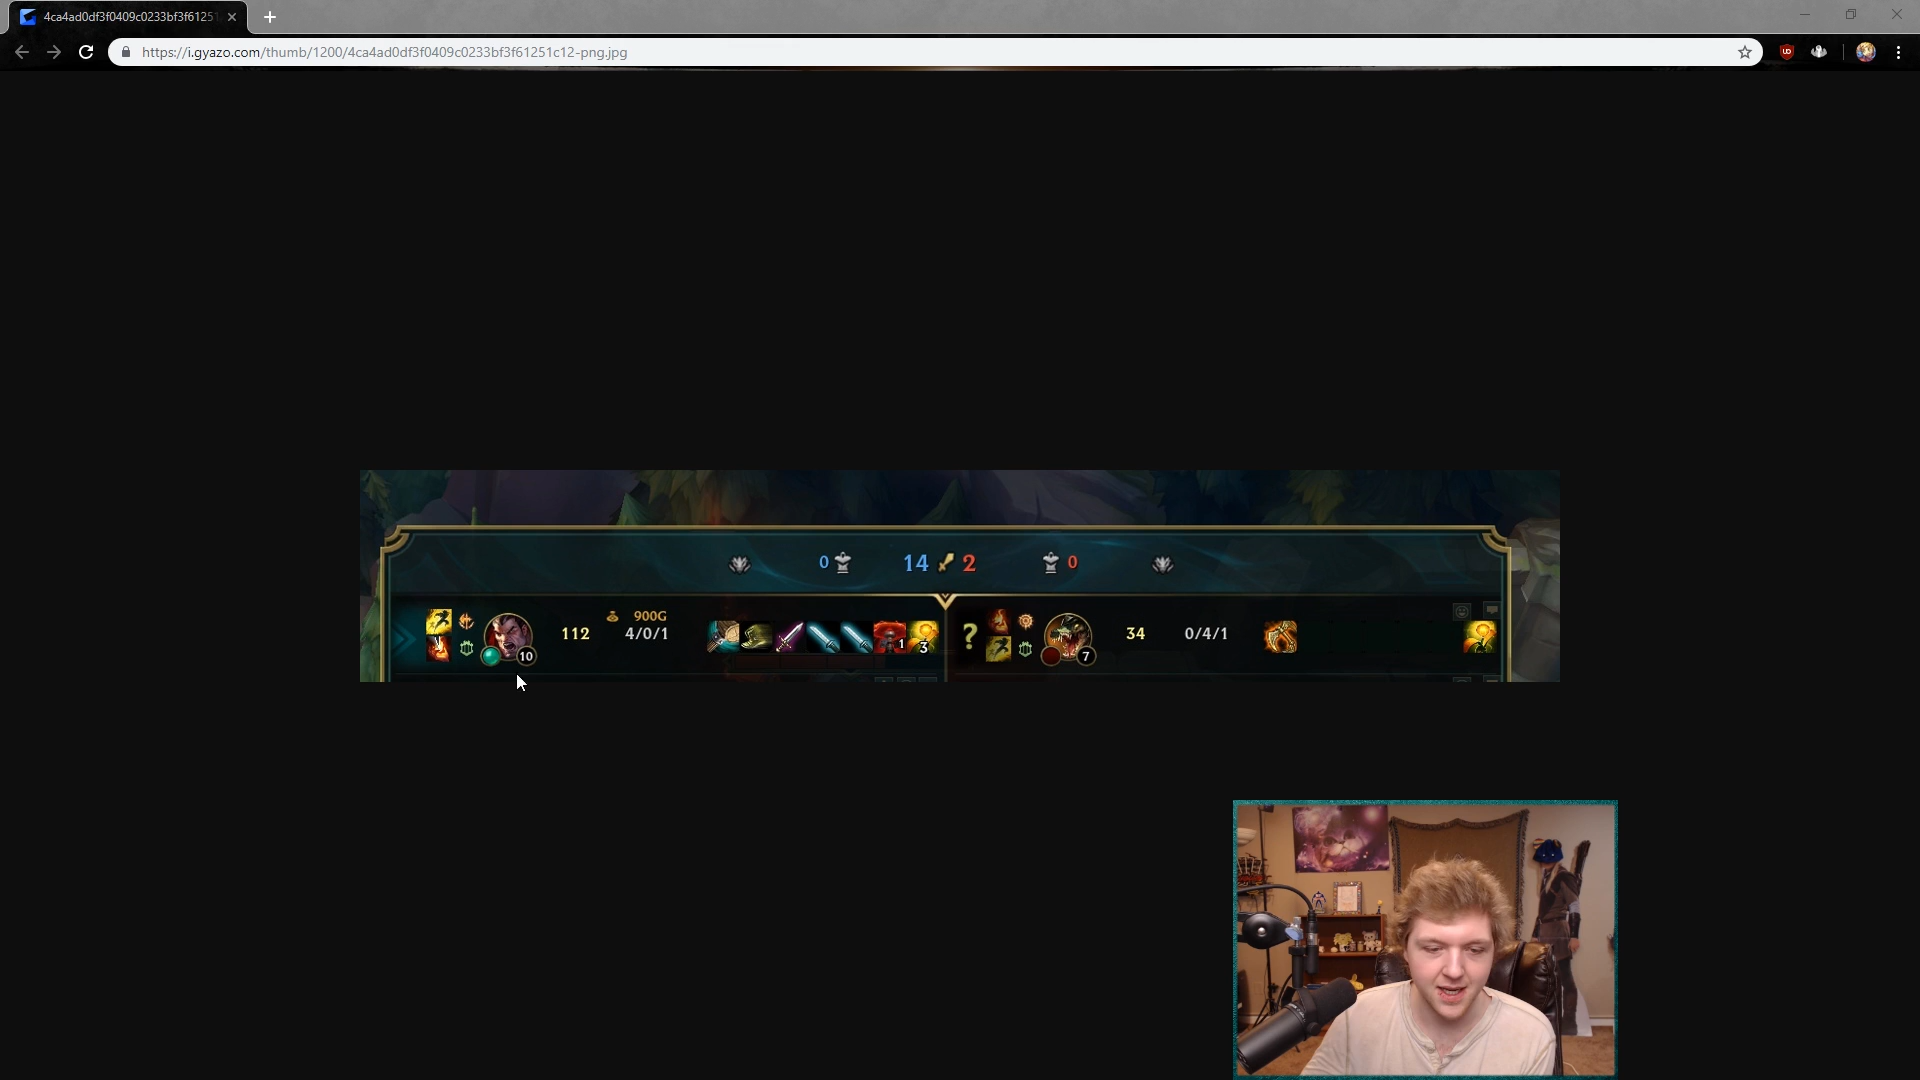 4ca4ad0df3f0409c0233bf3f61251
https://i.gyazo.com/thumb/1200/4ca4ad0df3f0409c0233bf3f61251c12-png.jpg
0 14 2 0
900G
112 4/0/1 1 3 ? 34 0/4/1
10 7